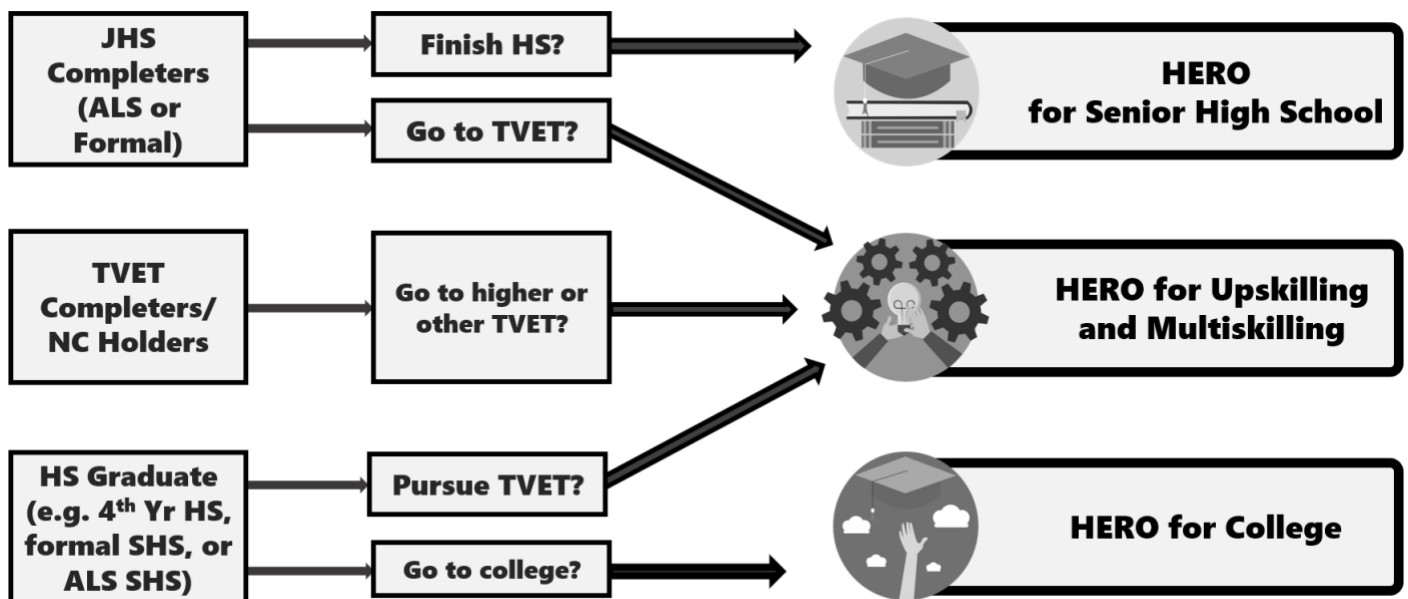 JHS
Completers
(ALS or
Formal)
Finish HS?
Go to TVET?
HERO
for Senior High School
TVET
Completers/
NC Holders
Go to higher or
other TVET?
HERO for Upskilling
and Multiskilling
HS Graduate
(e.g. 4th Yr HS,
formal SHS, or
ALS SHS)
Pursue TVET?
Go to college?
HERO for College